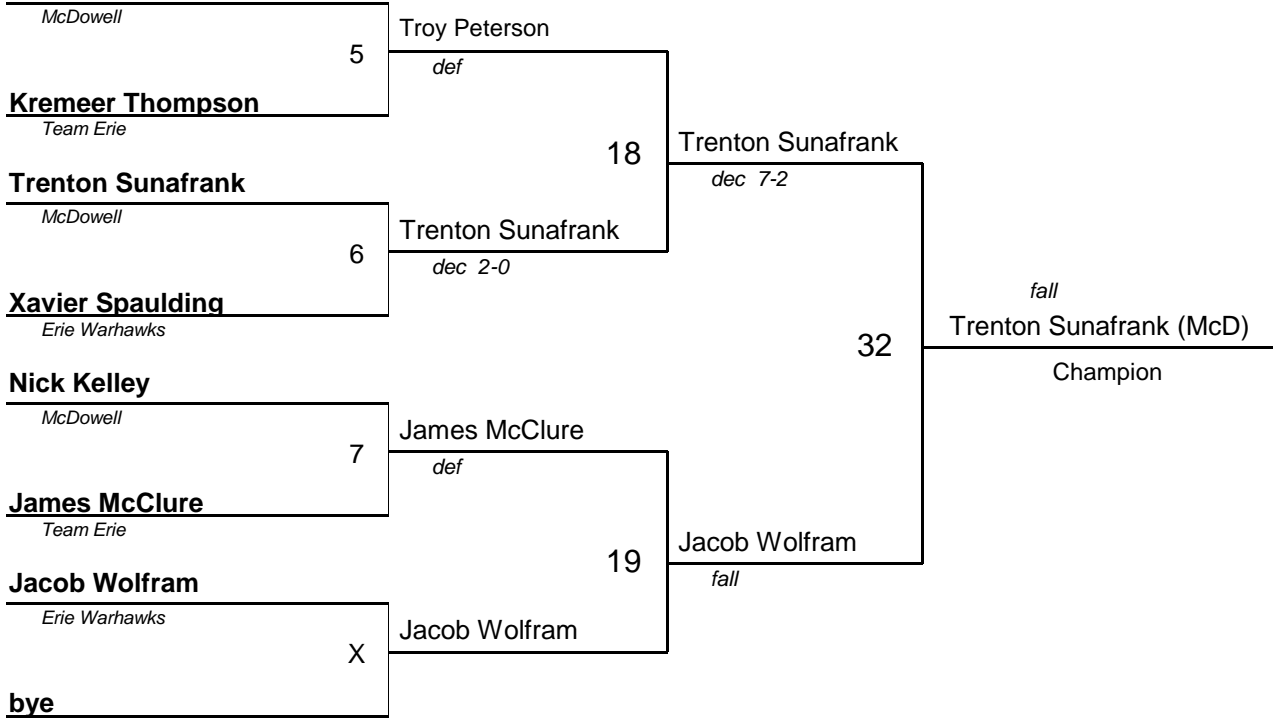 McDowell
Troy Peterson
5
def
Kremeer Thompson
Team Erie
18
Trenton Sunafrank
dec 7-2
Trenton Sunafrank
McDowell
Trenton Sunafrank
6
dec 2-0
Xavier Spaulding
Erie Warhawks
fall
Trenton Sunafrank (McD)
32
Champion
Nick Kelley
McDowell
James McClure
7
def
James McClure
Team Erie
19
Jacob Wolfram
fall
Jacob Wolfram
Erie Warhawks
Jacob Wolfram
X
bye